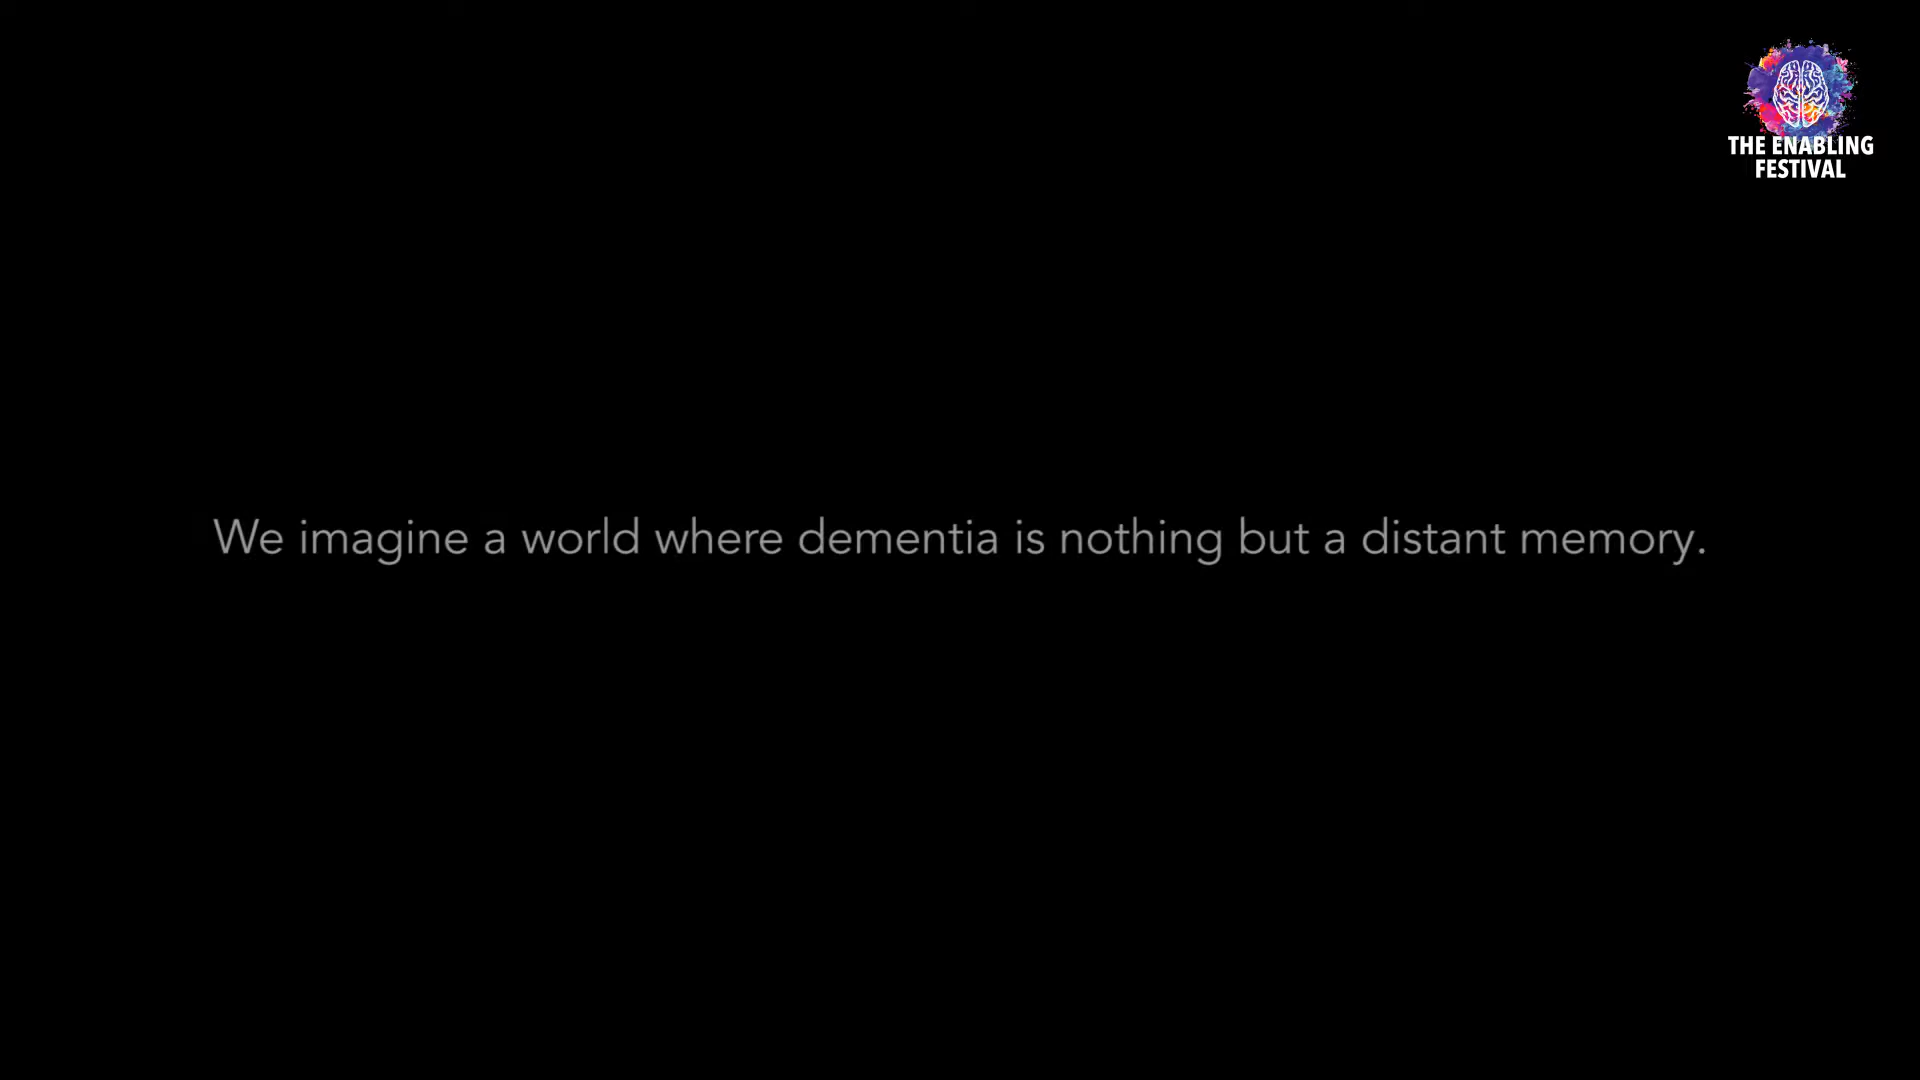 THE ENABLING
FESTIVAL
We imagine a world where dementia is nothing but a distant memory.